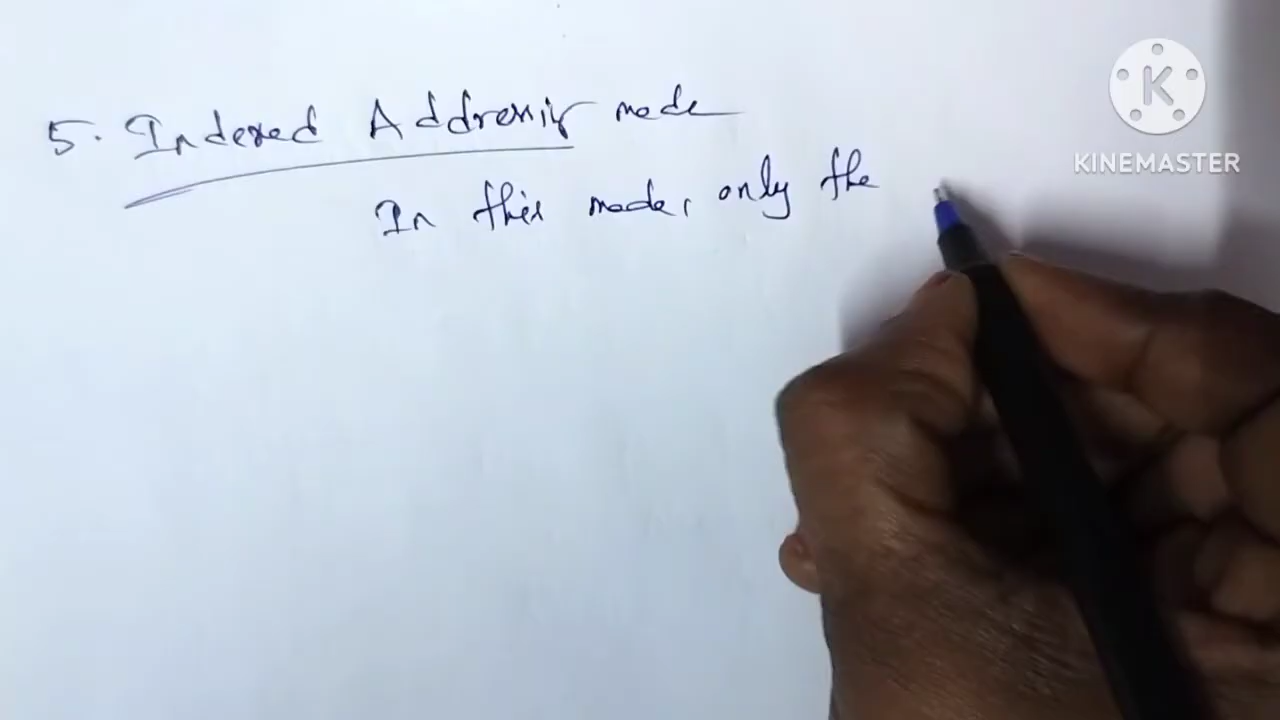 5. Indexed Addressing mode
In this mode, only the
K
KINEMASTER